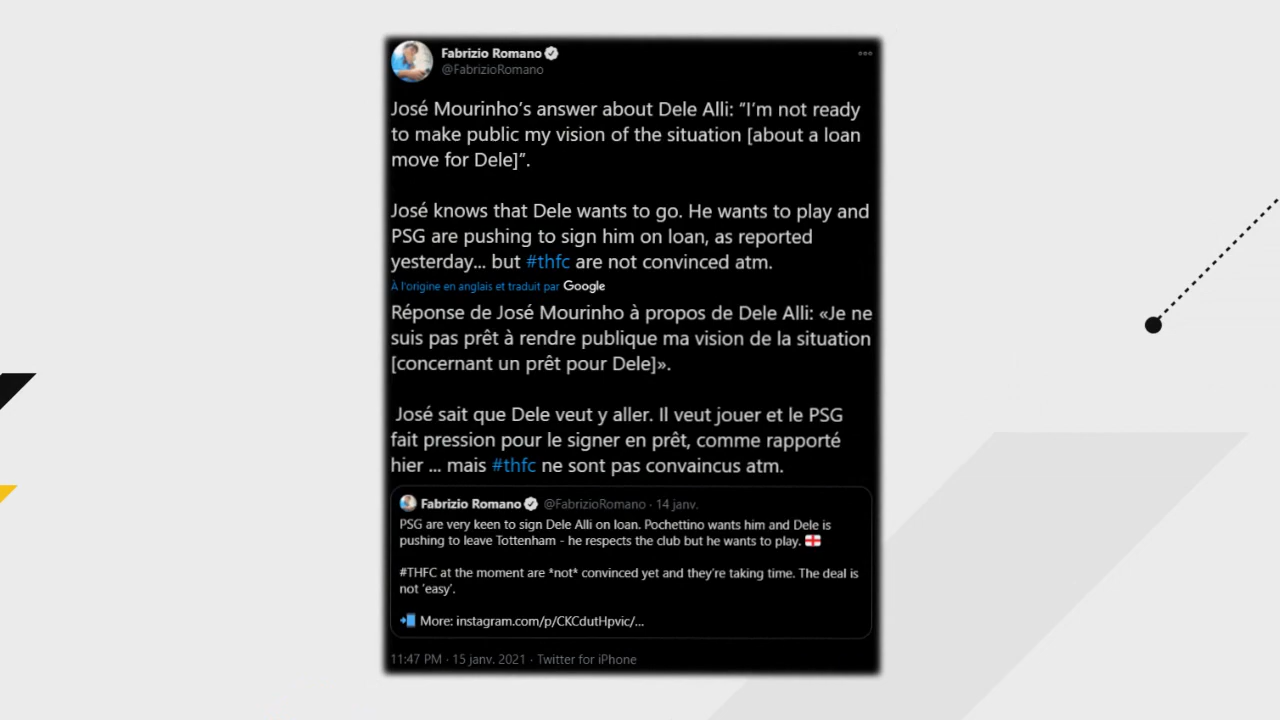 Fabrizio Romano
@FabrizioRomano
José Mourinho’s answer about Dele Alli: “I’m not ready
to make public my vision of the situation [about a loan
move for Dele]”.
José knows that Dele wants to go. He wants to play and
PSG are pushing to sign him on loan, as reported
yesterday... but #thfc are not convinced atm.
À l'origine en anglais et traduit par Google
Réponse de José Mourinho à propos de Dele Alli: «Je ne
suis pas prêt à rendre publique ma vision de la situation
[concernant un prêt pour Dele]».
José sait que Dele veut y aller. Il veut jouer et le PSG
fait pression pour le signer en prêt, comme rapporté
hier ... mais #thfc ne sont pas convaincus atm.
Fabrizio Romano @FabrizioRomano · 14 janv.
PSG are very keen to sign Dele Alli on loan. Pochettino wants him and Dele is
pushing to leave Tottenham - he respects the club but he wants to play.
#THFC at the moment are *not* convinced yet and they’re taking time. The deal is
not ‘easy’.
More: instagram.com/p/CKCdutHpvic/...
11:47 PM · 15 janv. 2021 · Twitter for iPhone